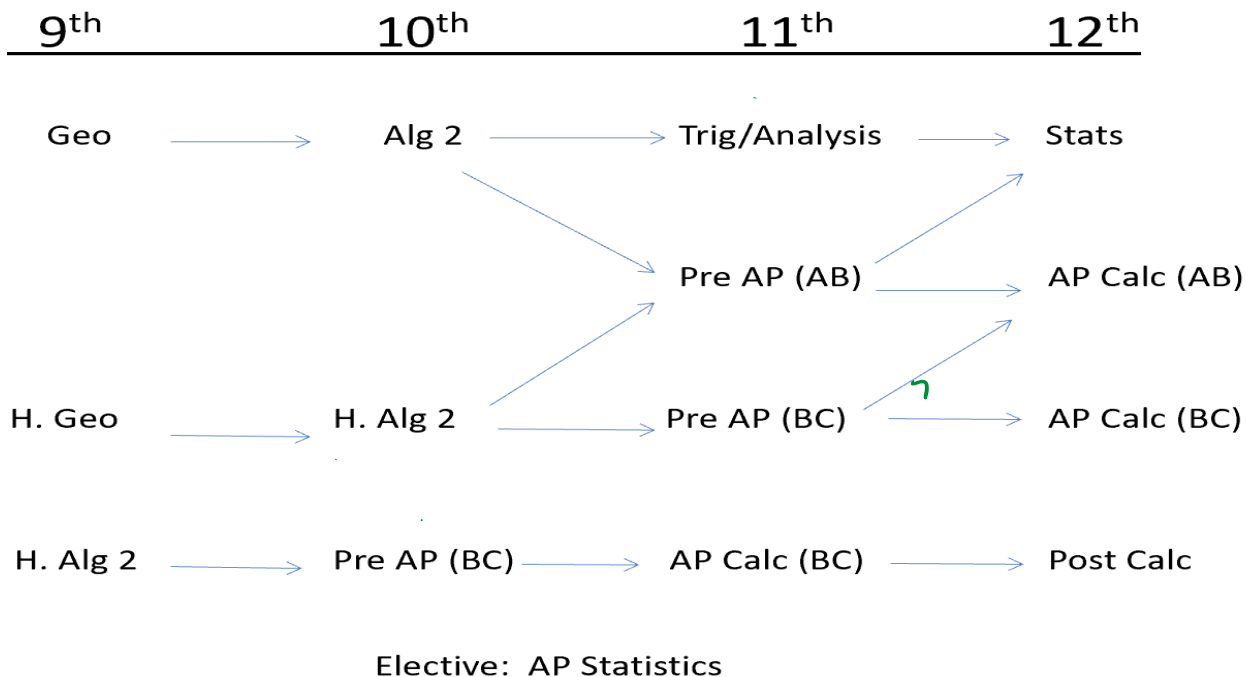 9th 10th 11th 12th
Geo Alg 2 Trig/Analysis Stats
Pre AP (AB) AP Calc (AB)
H. Geo H. Alg 2 Pre AP (BC) AP Calc (BC)
H. Alg 2 Pre AP (BC) AP Calc (BC) Post Calc
Elective: AP Statistics